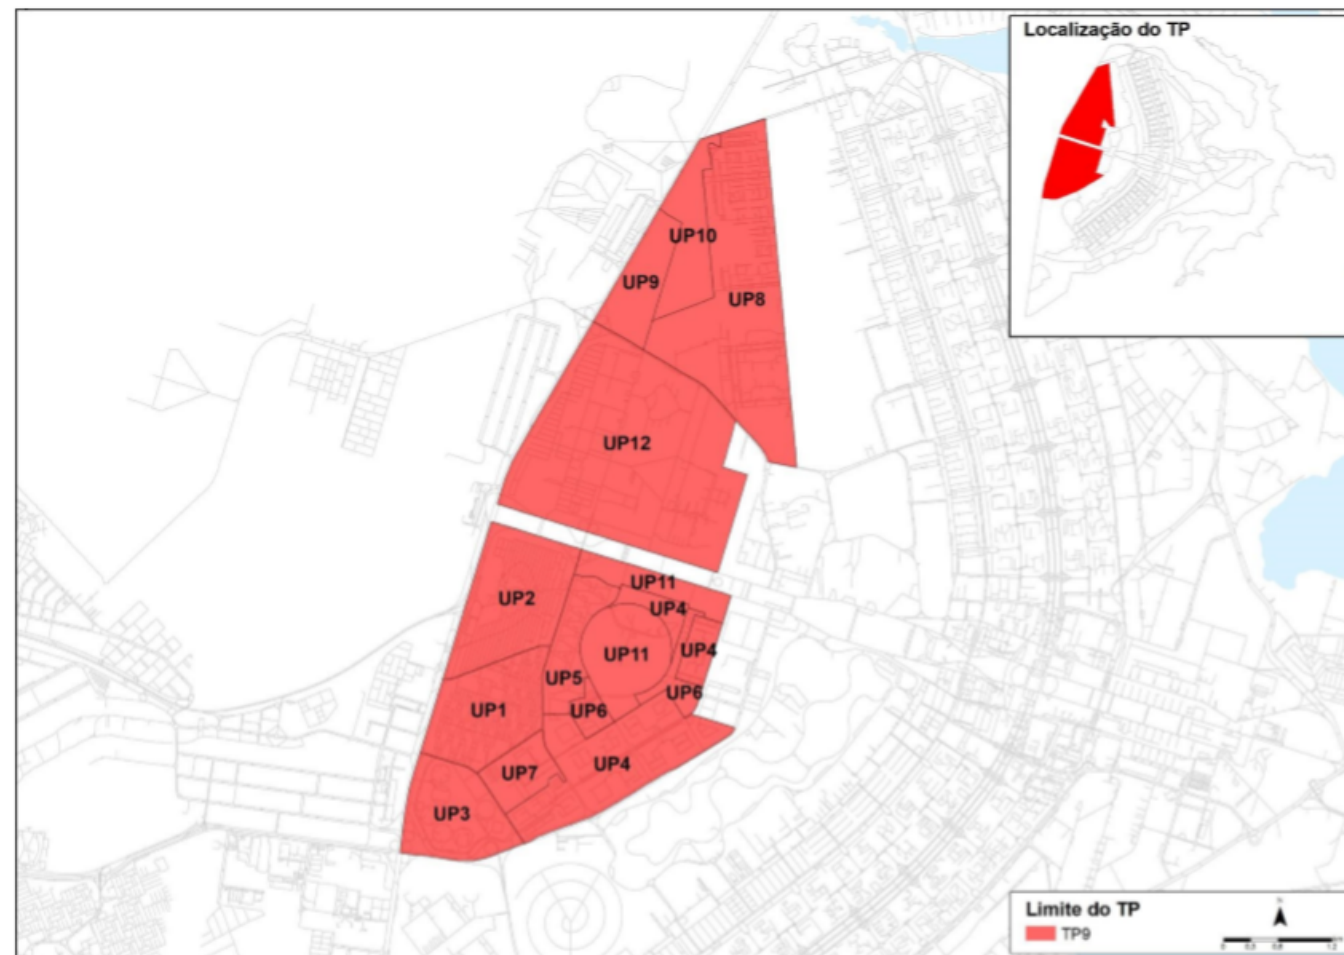 Localização do TP
UP10
UP9
UP8
UP12
UP11
UP2
UP4
UP11
UP4
UP5
UP6
UP1
UP6
UP4
UP7
UP3
Limite do TP
TP9